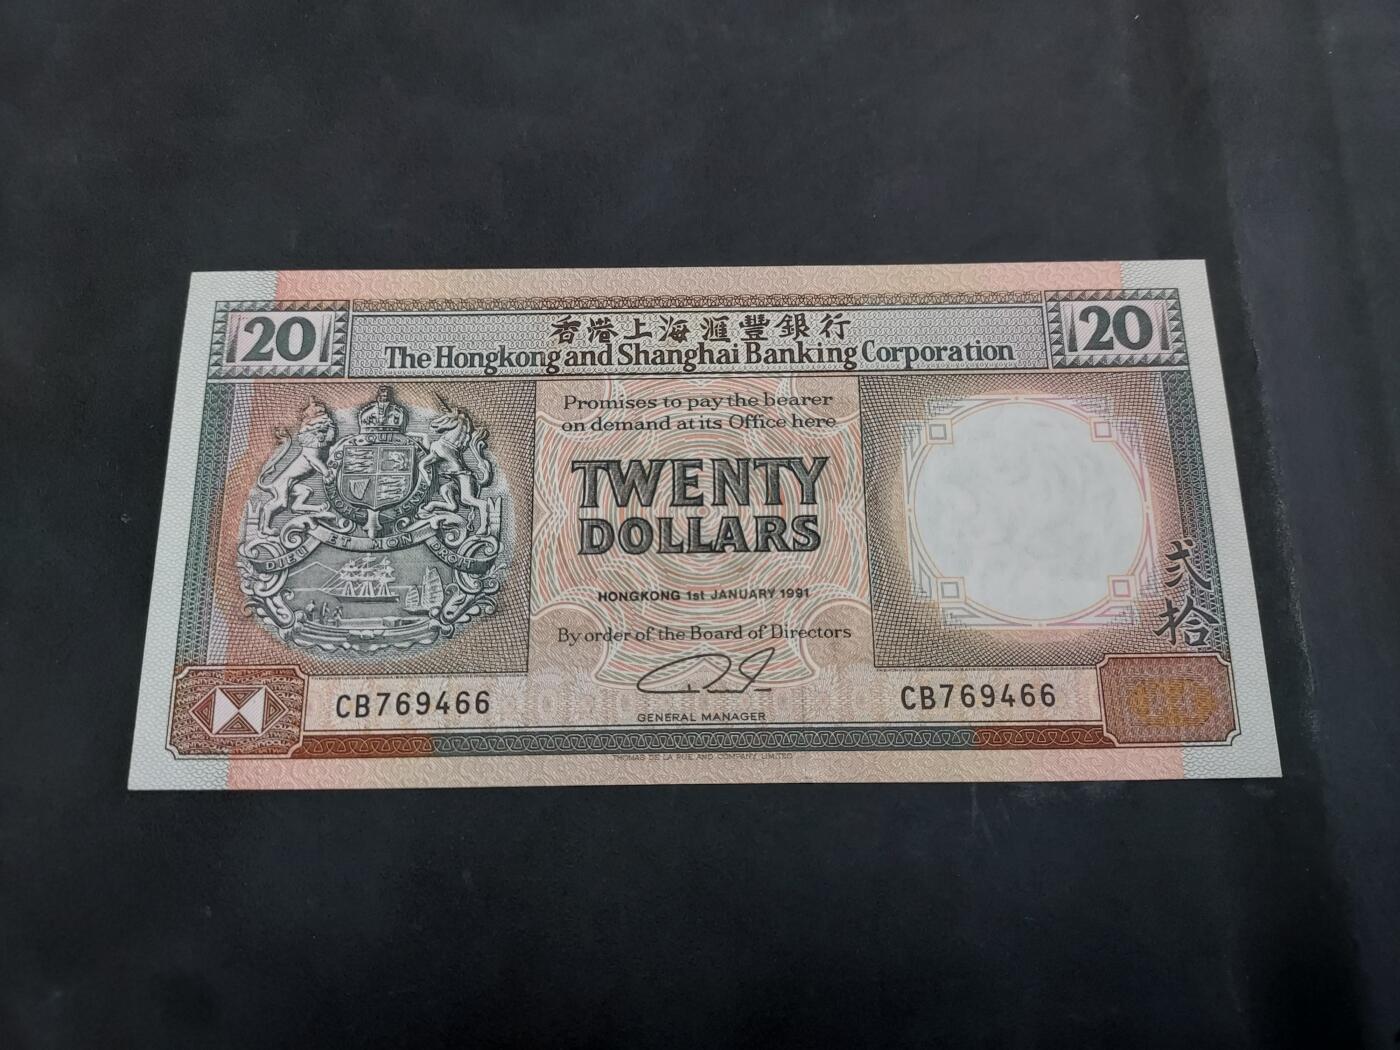 20
香港上海滙豐銀行
20
The Hongkong and Shanghai Banking Corporation
Promises to pay the bearer
on demand at its Office here
TWENTY
DOLLARS
HONGKONG 1st JANUARY 1991
By order of the Board of Directors
GENERAL MANAGER
DIEU ET MON DROIT
弍拾
CB769466
CB769466
THOMAS DE LA RUE AND COMPANY, LIMITED